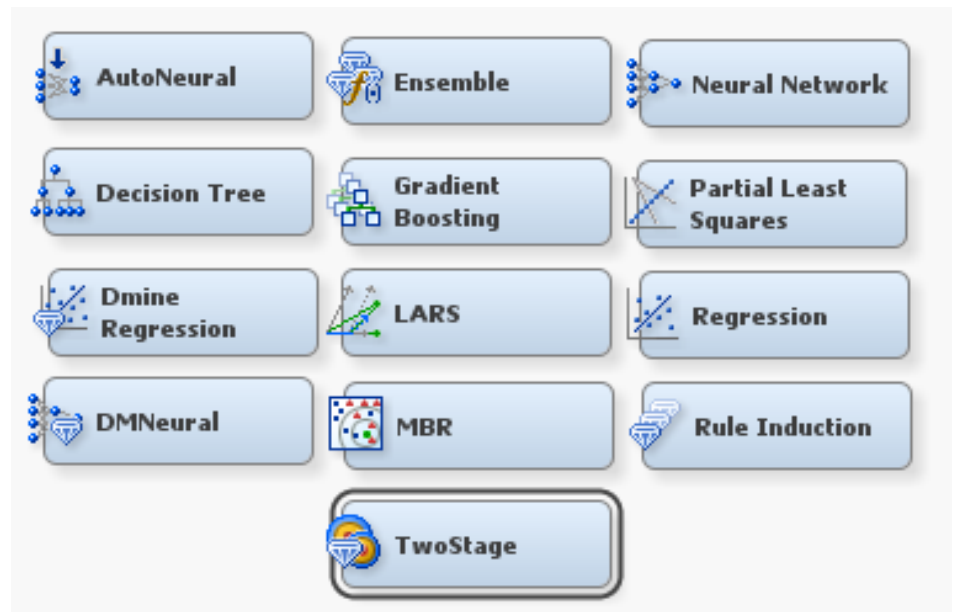 AutoNeural
Ensemble
Neural Network
Decision Tree
Gradient
Boosting
Partial Least
Squares
Dmine
Regression
LARS
Regression
DMNeural
MBR
Rule Induction
TwoStage